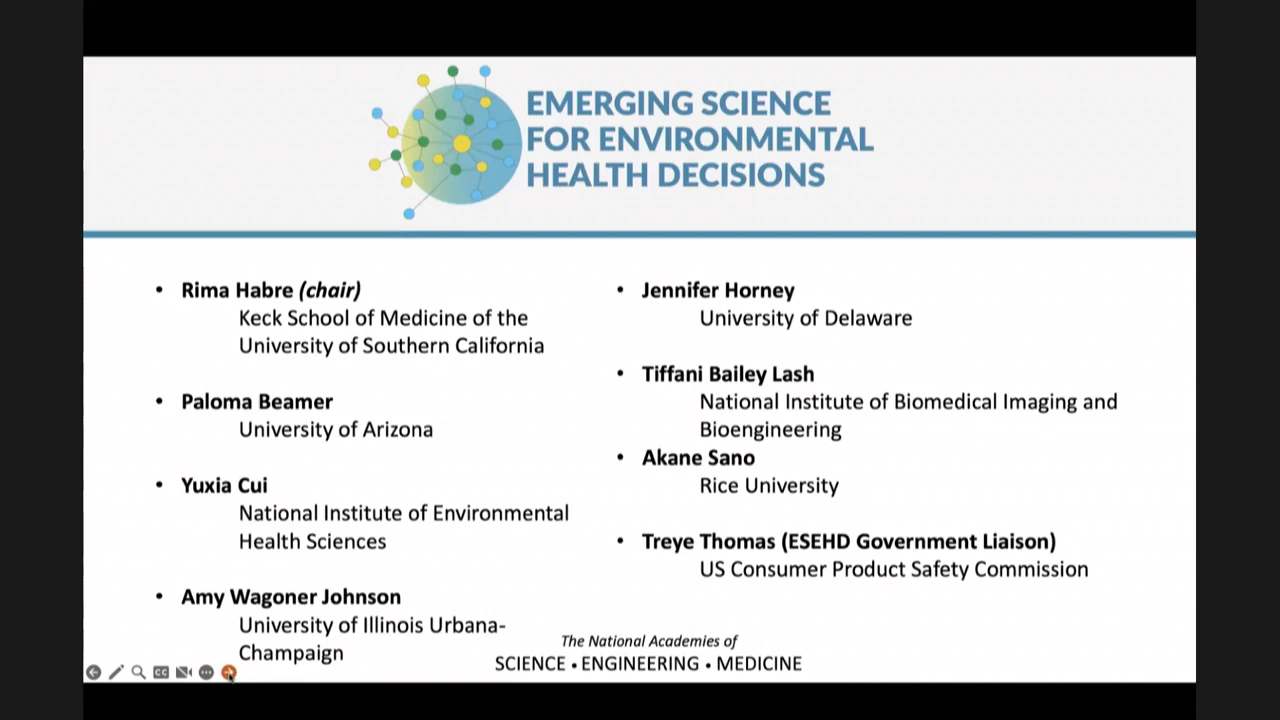 EMERGING SCIENCE
FOR ENVIRONMENTAL
HEALTH DECISIONS
• Rima Habre (chair)
Keck School of Medicine of the
University of Southern California
• Paloma Beamer
University of Arizona
• Yuxia Cui
National Institute of Environmental
Health Sciences
• Amy Wagoner Johnson
University of Illinois Urbana-
Champaign
• Jennifer Horney
University of Delaware
• Tiffani Bailey Lash
National Institute of Biomedical Imaging and
Bioengineering
• Akane Sano
Rice University
• Treye Thomas (ESEHD Government Liaison)
US Consumer Product Safety Commission
The National Academies of
SCIENCE • ENGINEERING • MEDICINE
CC